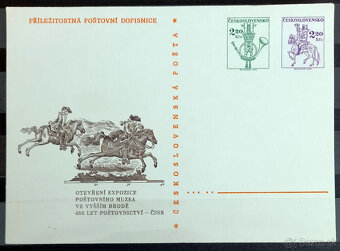 PŘÍLEŽITOSTNÁ POŠTOVNÍ DOPISNICE
★ ČESKOSLOVENSKÁ POŠTA ★
ČESKOSLOVENSKO
2,20
Kčs
ČESKOSLOVENSKO
2,20
Kčs
OTEVŘENÍ EXPOZICE
POŠTOVNÍHO MUZEA
VE VYŠŠÍM BRODĚ
450 LET POŠTOVNICTVÍ – ČSSR